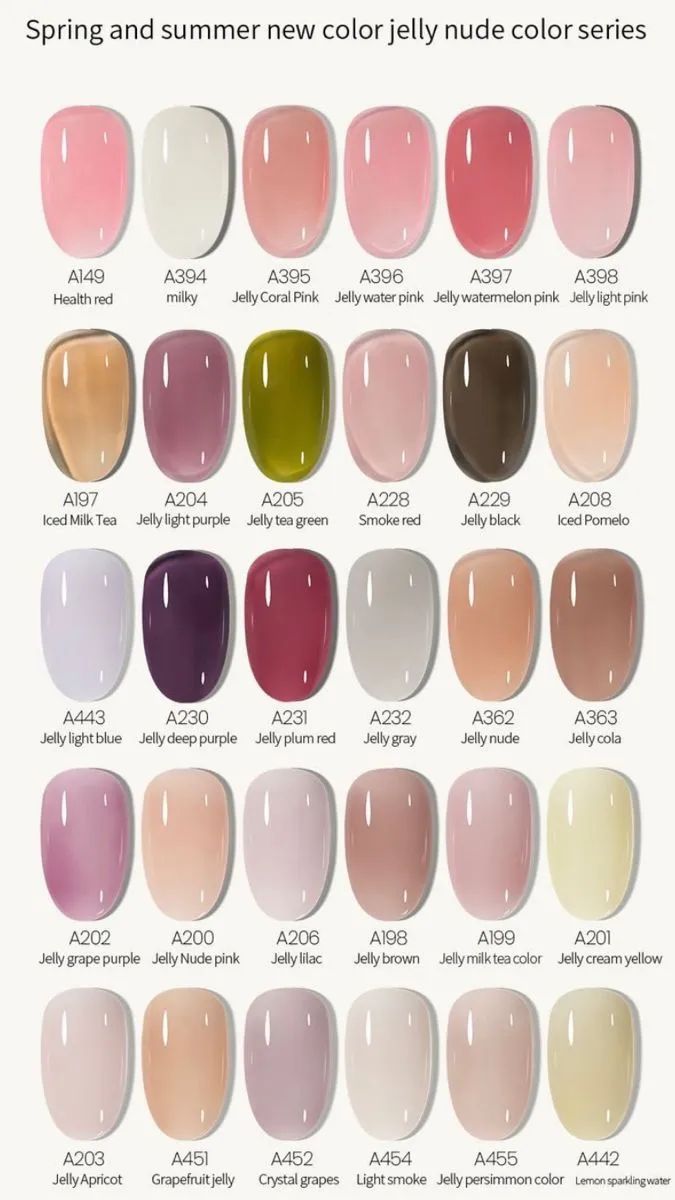 Spring and summer new color jelly nude color series
A149 A394 A395 A396 A397 A398
Health red milky Jelly Coral Pink Jelly water pink Jelly watermelon pink Jelly light pink
A197 A204 A205 A228 A229 A208
Iced Milk Tea Jelly light purple Jelly tea green Smoke red Jelly black Iced Pomelo
A443 A230 A231 A232 A362 A363
Jelly light blue Jelly deep purple Jelly plum red Jelly gray Jelly nude Jelly cola
A202 A200 A206 A198 A199 A201
Jelly grape purple Jelly Nude pink Jelly lilac Jelly brown Jelly milk tea color Jelly cream yellow
A203 A451 A452 A454 A455 A442
Jelly Apricot Grapefruit jelly Crystal grapes Light smoke Jelly persimmon color Lemon sparkling water